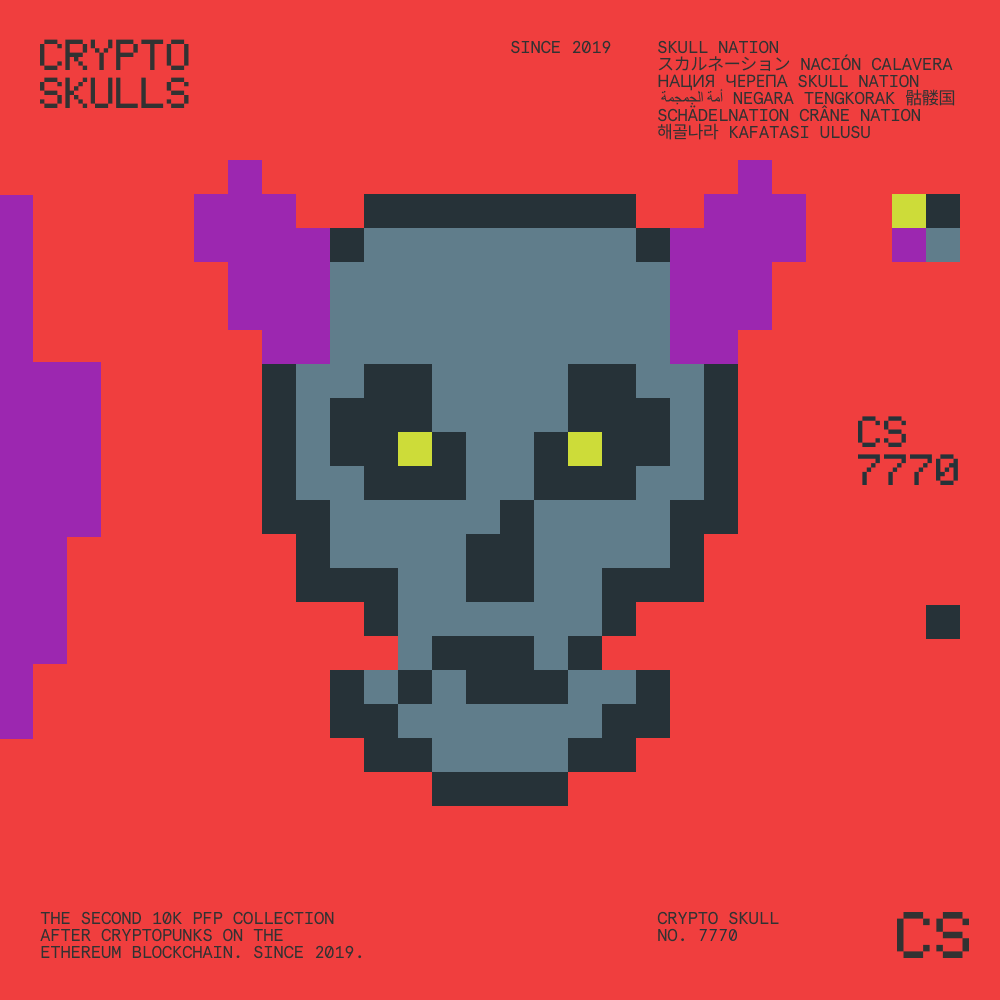 CRYPTO
SKULLS
SINCE 2019
SKULL NATION
スカルネーション NACIÓN CALAVERA
НАЦИЯ ЧЕРЕПА SKULL NATION
أمة الجمجمة NEGARA TENGKORAK 骷髅国
SCHÄDELNATION CRÂNE NATION
해골나라 KAFATASI ULUSU
CS
7770
THE SECOND 10K PFP COLLECTION
AFTER CRYPTOPUNKS ON THE
ETHEREUM BLOCKCHAIN. SINCE 2019.
CRYPTO SKULL
NO. 7770
CS